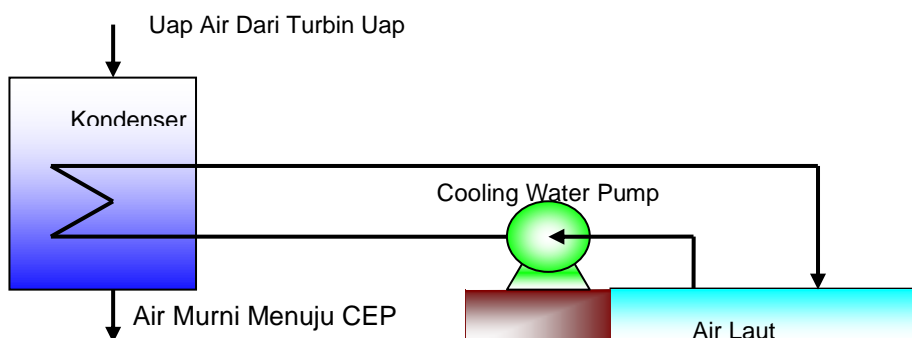 Uap Air Dari Turbin Uap
Kondenser
Cooling Water Pump
Air Murni Menuju CEP
Air Laut